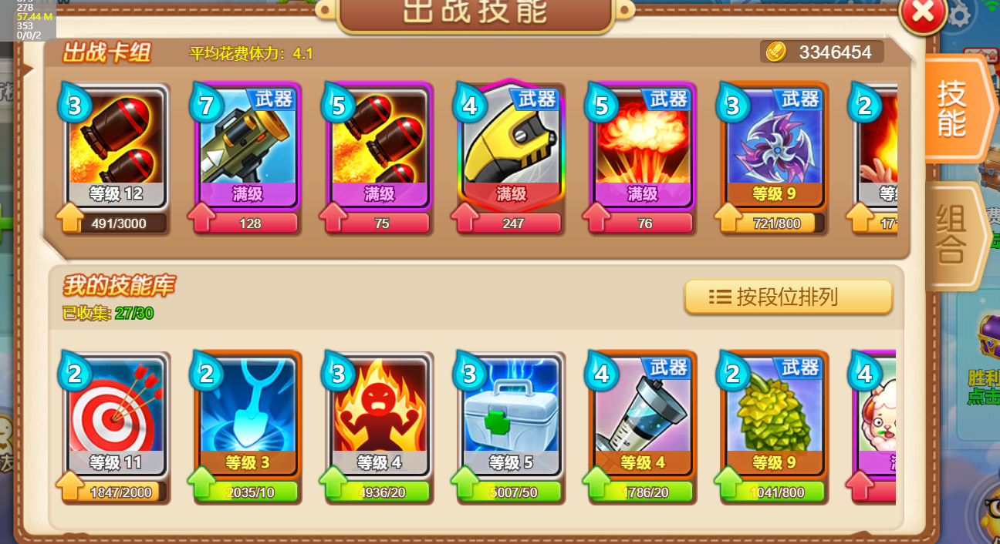 278
57.44 M
353
0/0/2
出战技能
出战卡组
平均花费体力: 4.1
3346454
技能
组合
3
7 武器
5
4 武器
5 武器
3 武器
2
等级 12
满级
满级
满级
满级
等级 9
491/3000
128
75
247
76
721/800
我的技能库
已收集: 27/30
按段位排列
2
2
3
3
4 武器
2 武器
4
等级 11
等级 3
等级 4
等级 5
等级 4
等级 9
1847/2000
2035/10
4936/20
5007/50
1786/20
1041/800
胜利
点击